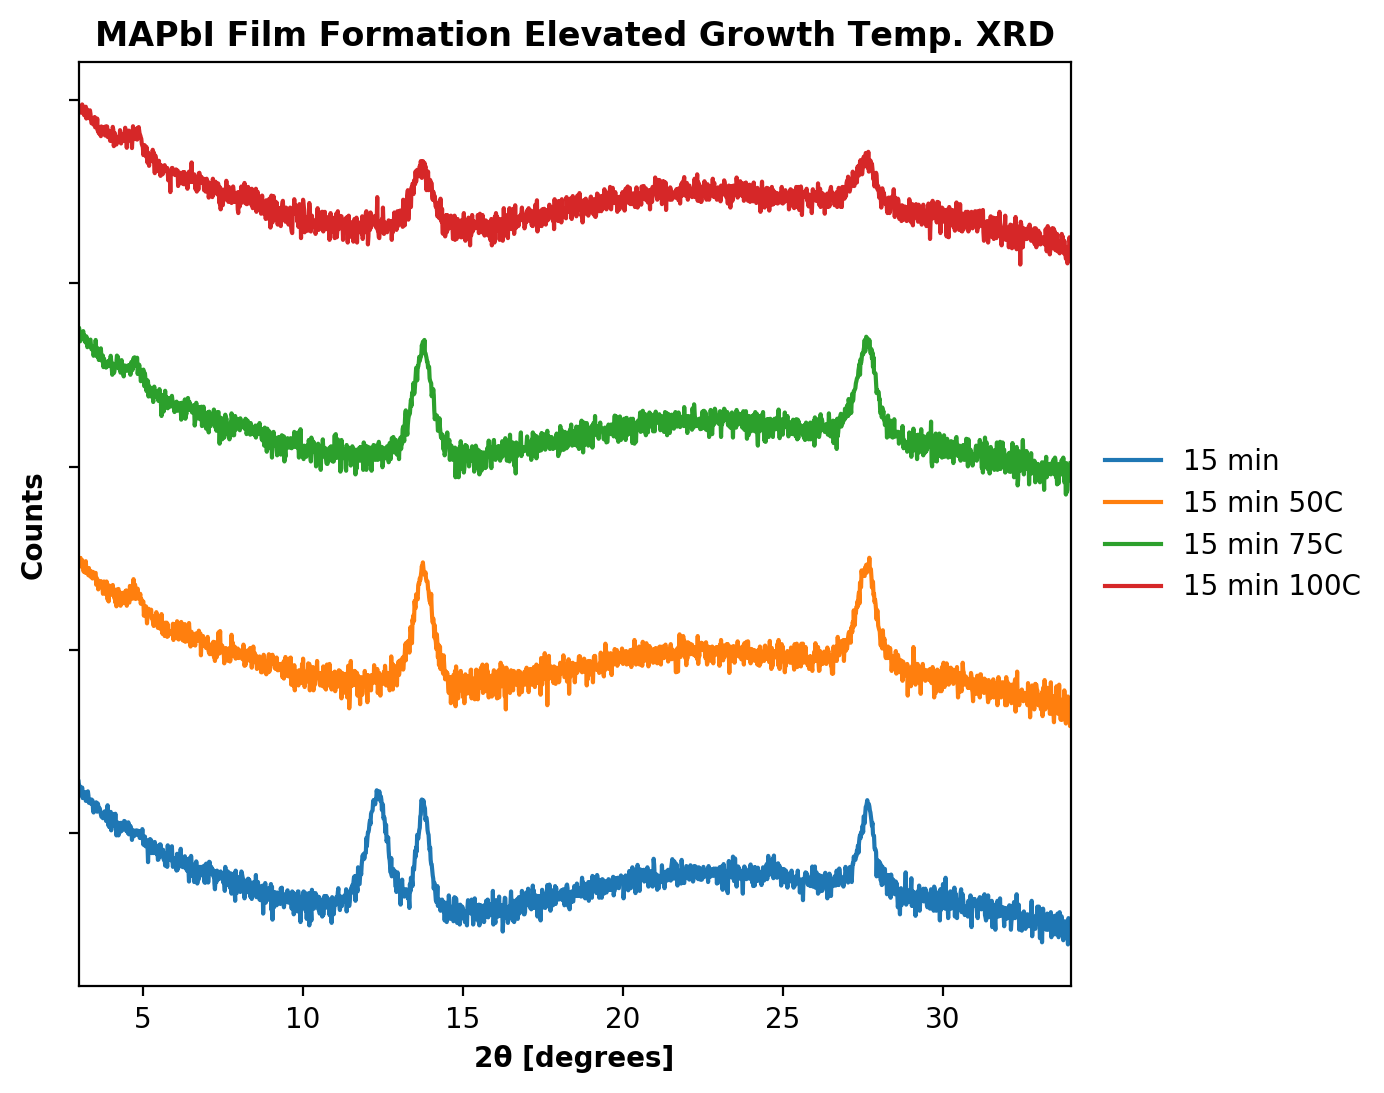 MAPbI Film Formation Elevated Growth Temp. XRD
Counts
15 min
15 min 50C
15 min 75C
15 min 100C
5 10 15 20 25 30
2θ [degrees]